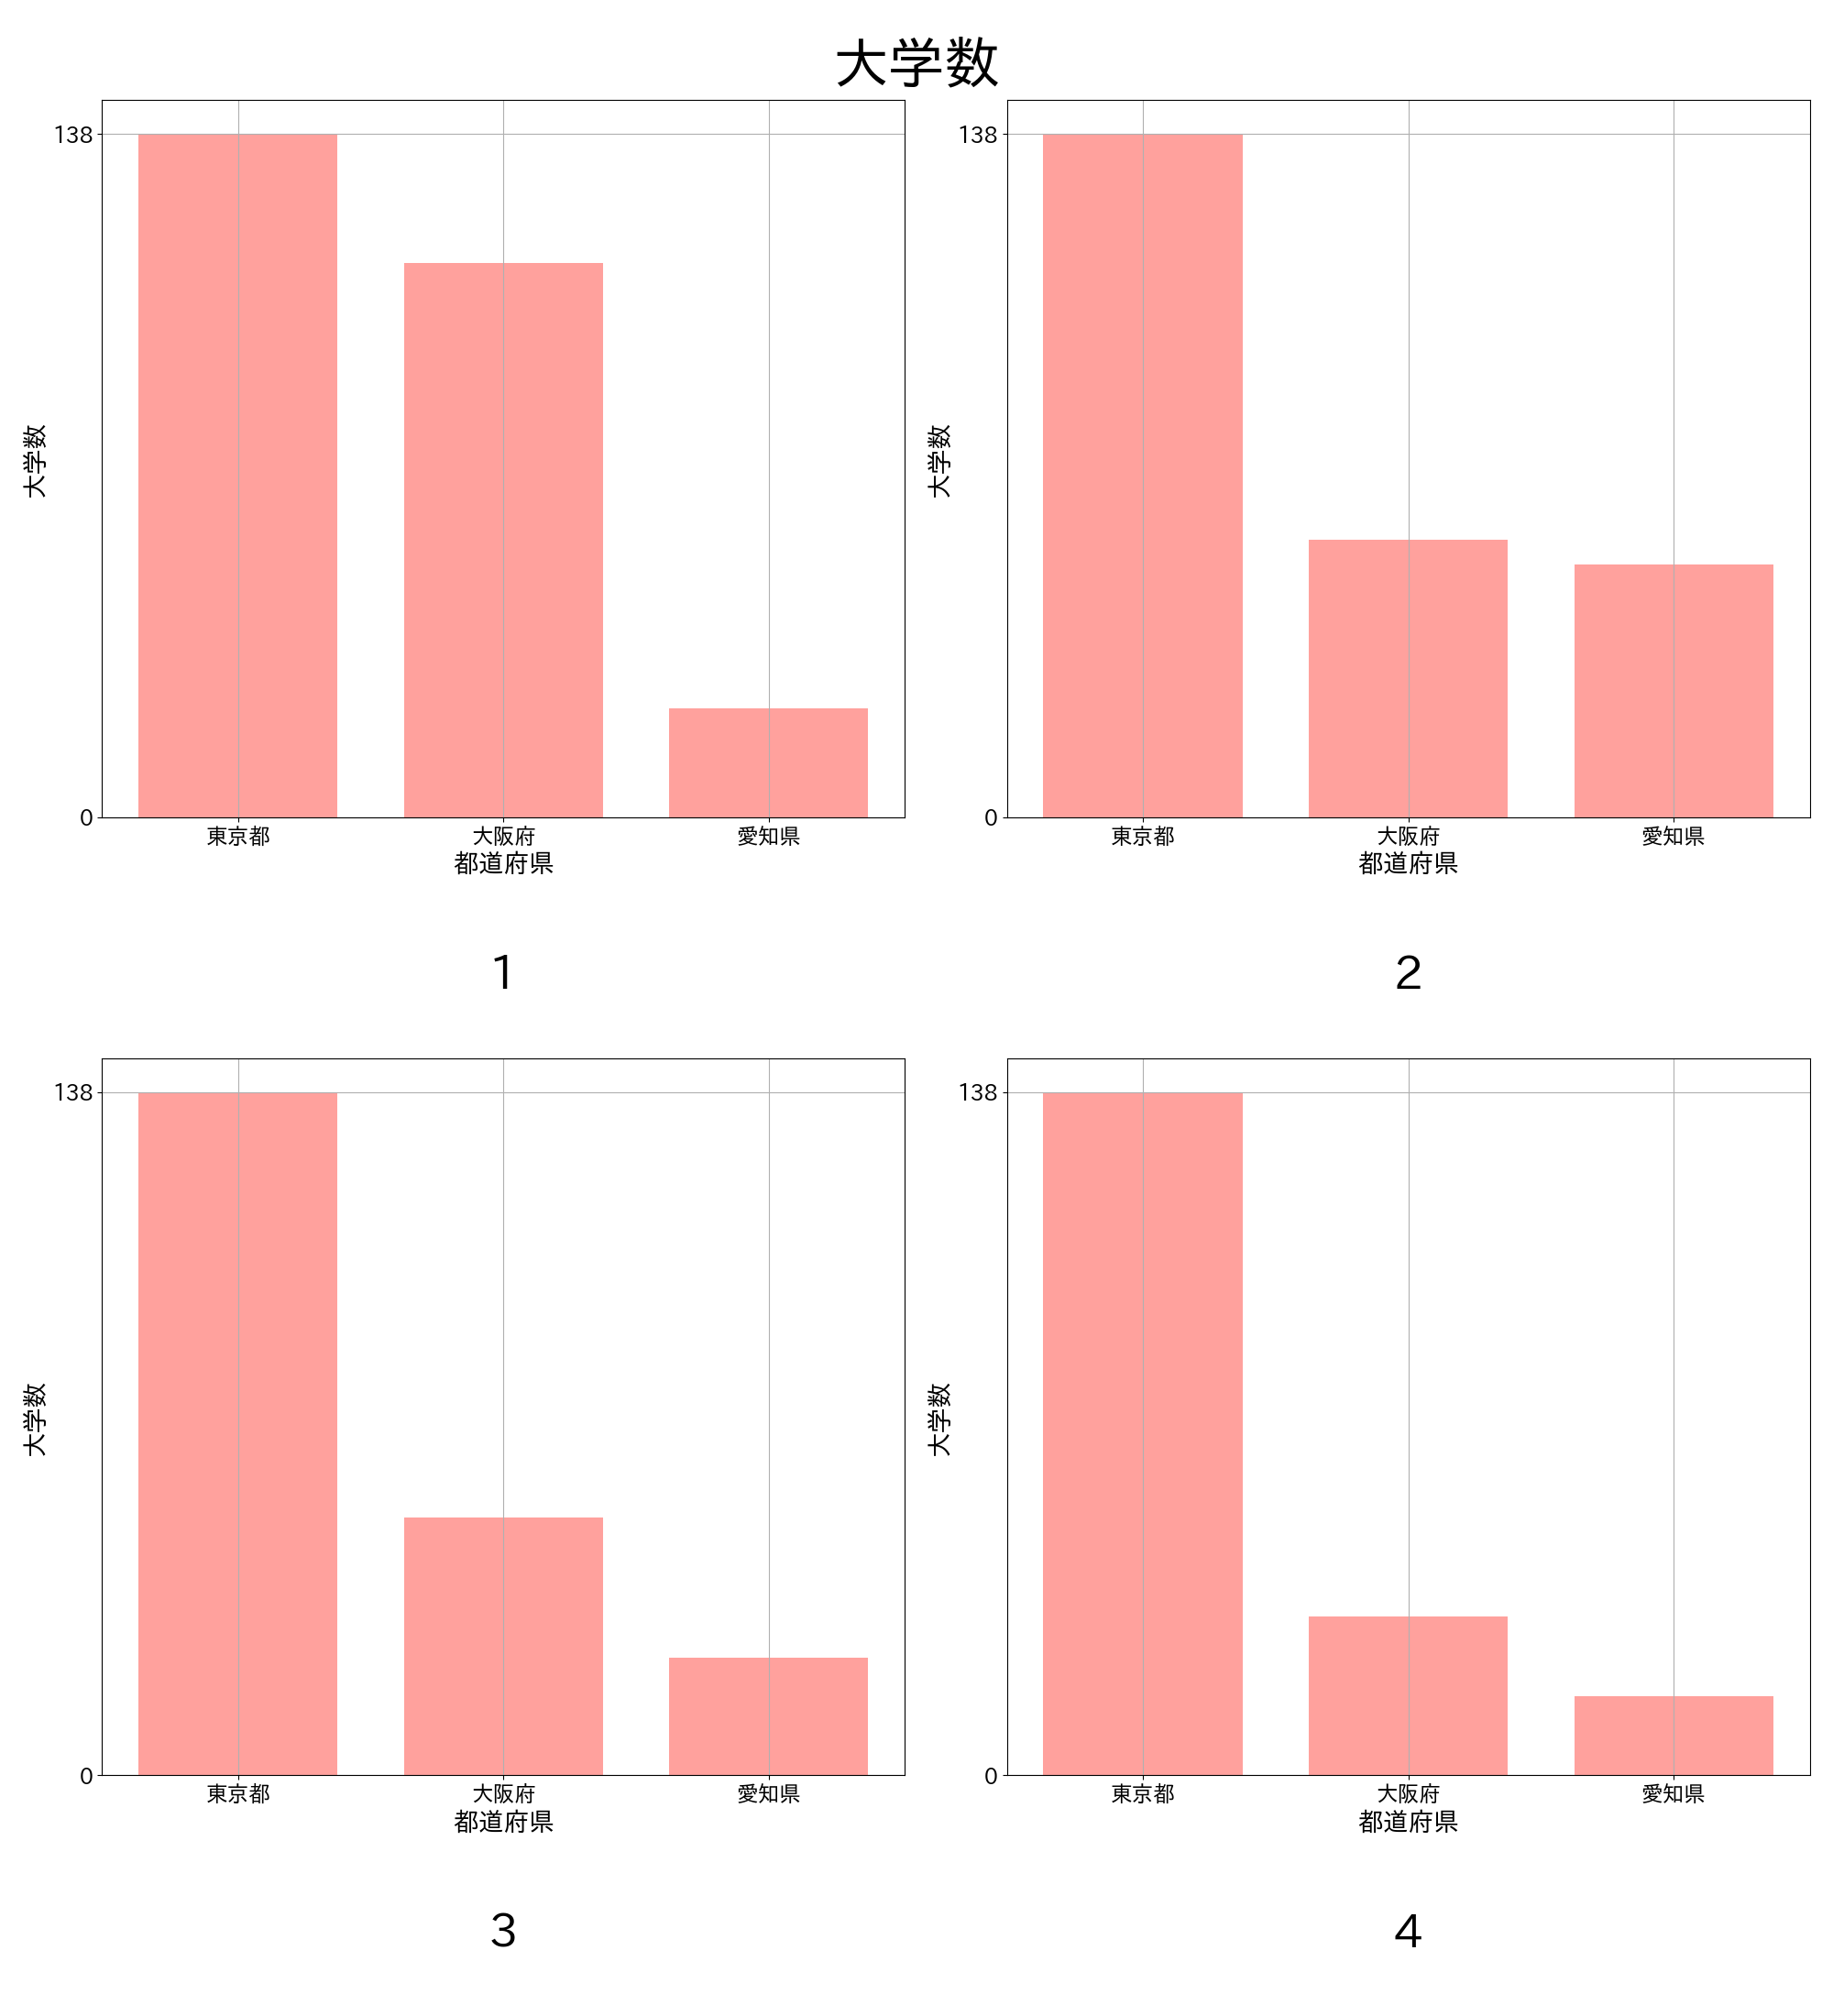 大学数
138
0
大学数
東京都 大阪府 愛知県
都道府県
1
138
0
大学数
東京都 大阪府 愛知県
都道府県
2
138
0
大学数
東京都 大阪府 愛知県
都道府県
3
138
0
大学数
東京都 大阪府 愛知県
都道府県
4